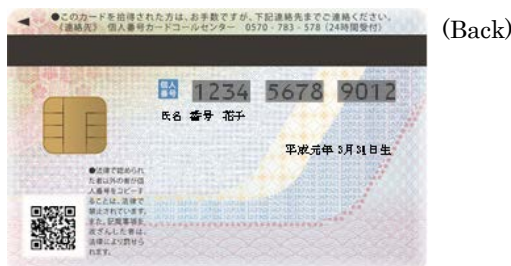 ●このカードを拾得された方は、お手数ですが、下記連絡先までご連絡ください。
《連絡先》 個人番号カードコールセンター 0570-783-578 (24時間受付)
(Back)
個人番号 1234 5678 9012
氏名 番号 花子
平成元年 3月31日生
●法律で認められ
た者以外の者が個
人番号をコピーす
ることは、法律で
禁止されています。
また、記載事項を
改ざんした者は、
法律により罰せら
れます。